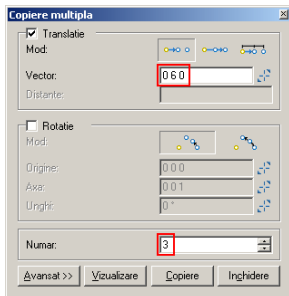 Copiere multipla
Translatie
Mod:
Vector: 0 6 0
Distante:
Rotatie
Mod:
Origine: 0 0 0
Axa: 0 0 1
Unghi: 0 °
Numar: 3
Avansat >> Vizualizare Copiere Inchidere